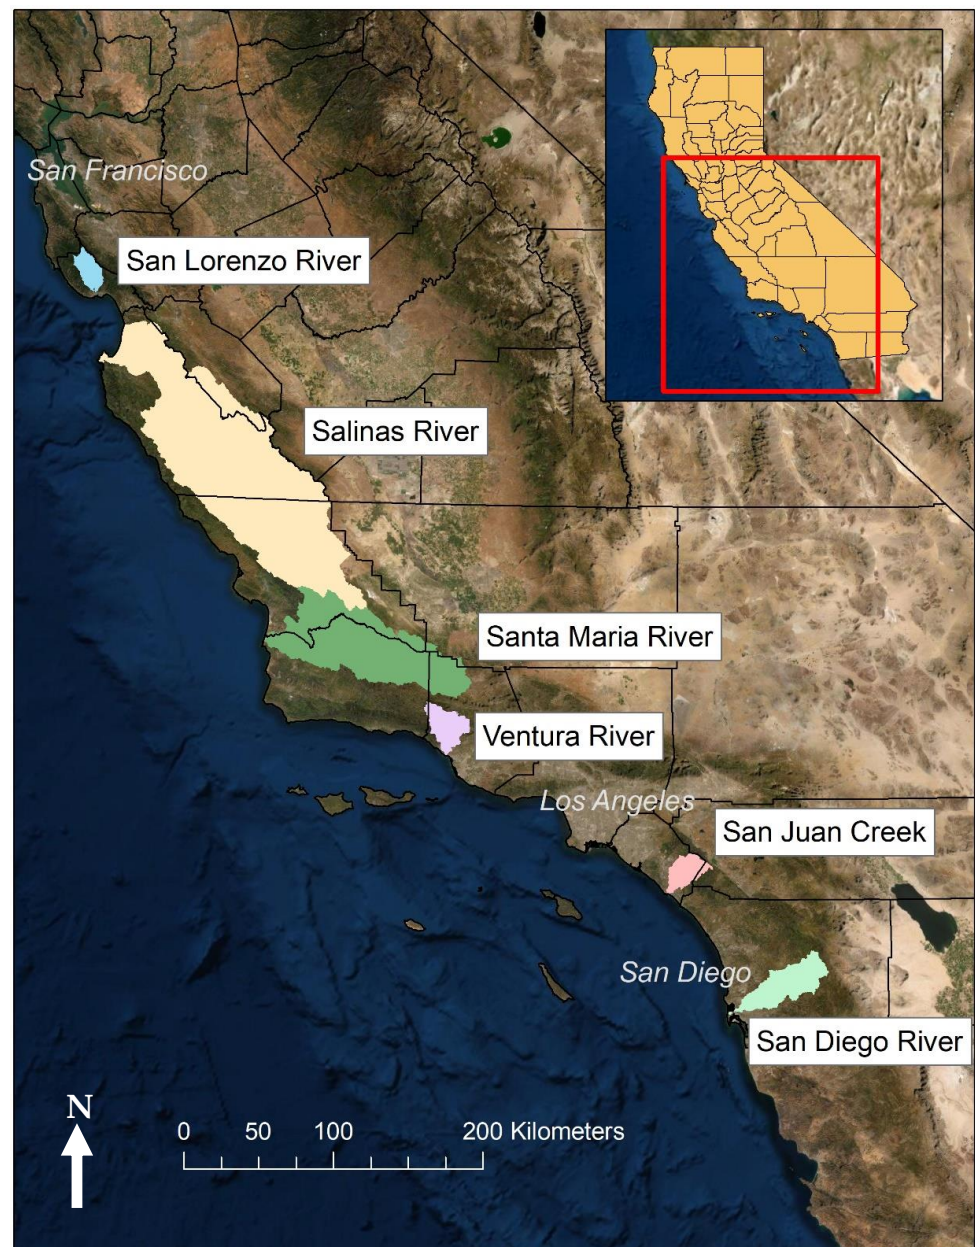 San Francisco
San Lorenzo River
Salinas River
Santa Maria River
Ventura River
Los Angeles
San Juan Creek
San Diego
San Diego River
N
0 50 100 200 Kilometers